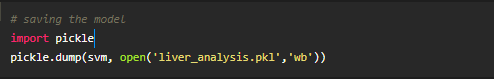 # saving the model
import pickle
pickle.dump(svm, open('liver_analysis.pkl','wb'))